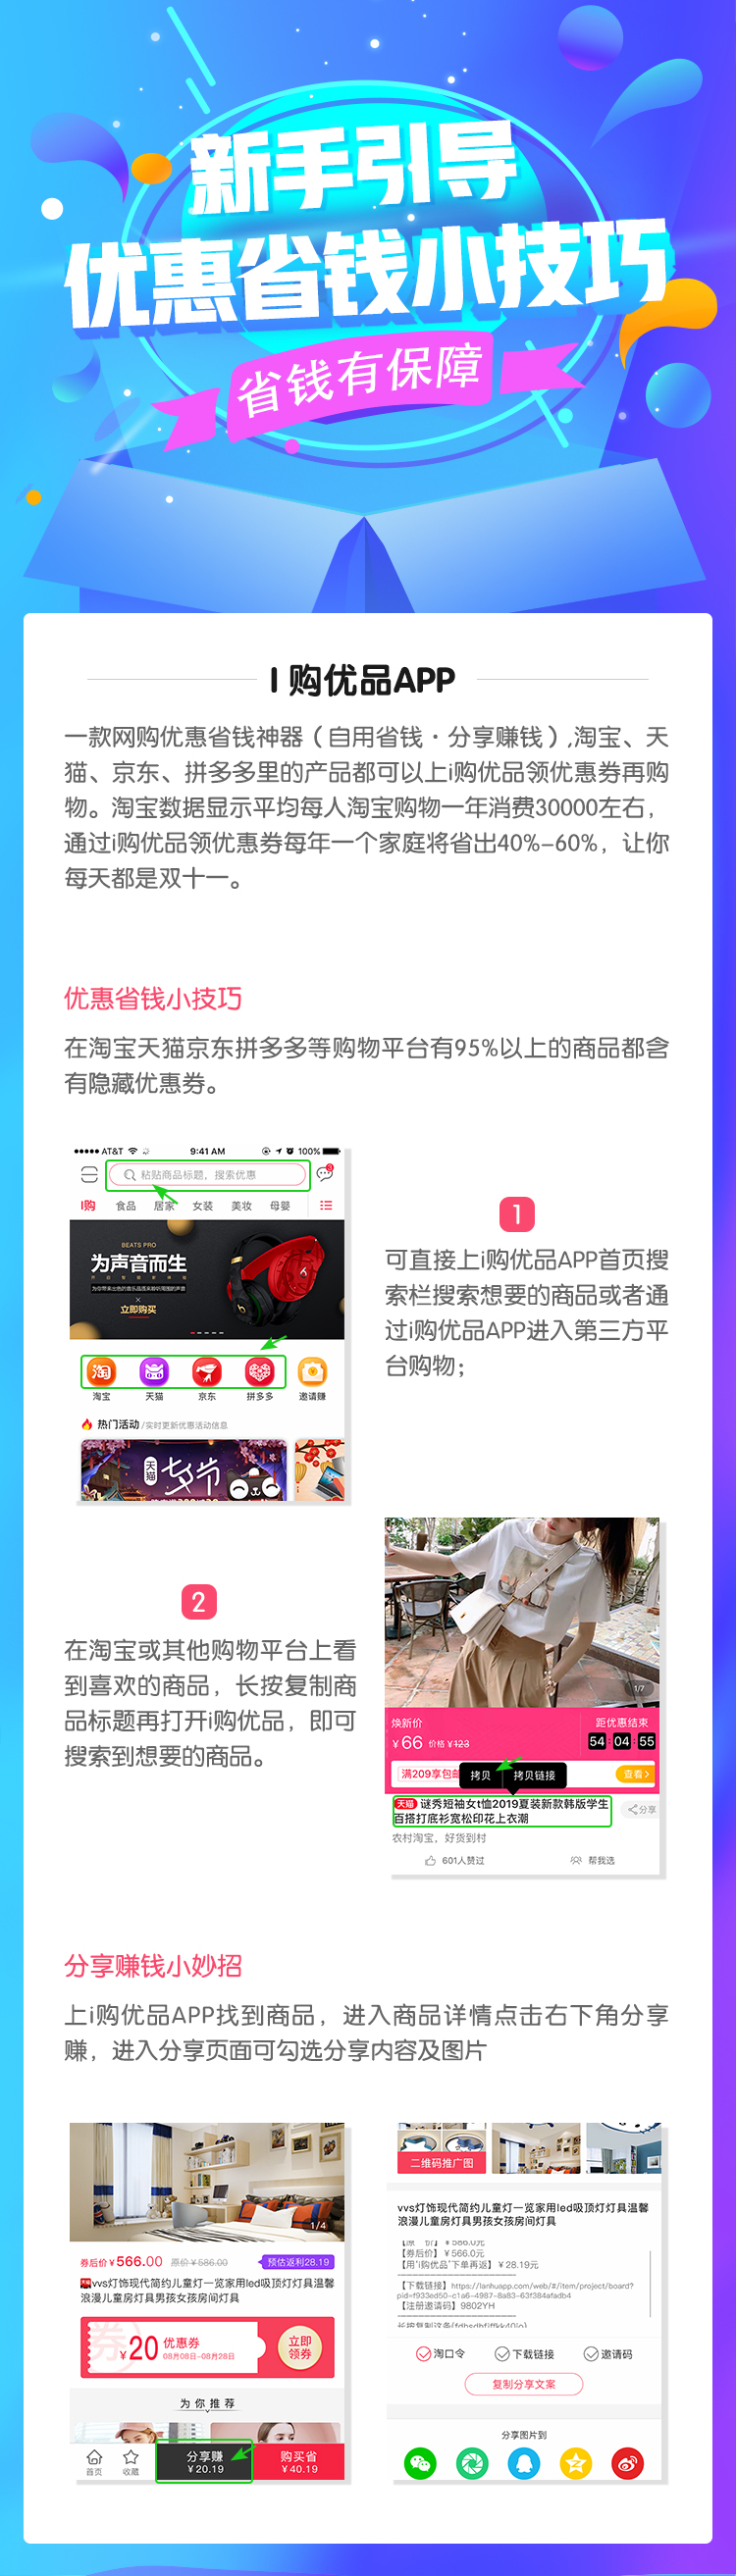 新手引导
优惠省钱小技巧
省钱有保障
I 购优品APP
一款网购优惠省钱神器（自用省钱·分享赚钱）,淘宝、天
猫、京东、拼多多里的产品都可以上i购优品领优惠券再购
物。淘宝数据显示平均每人淘宝购物一年消费30000左右，
通过i购优品领优惠券每年一个家庭将省出40%-60%，让你
每天都是双十一。
优惠省钱小技巧
在淘宝天猫京东拼多多等购物平台有95%以上的商品都含
有隐藏优惠券。
AT&T 9:41 AM 100%
粘贴商品标题，搜索优惠 3
i购 食品 居家 女装 美妆 母婴
BEATS PRO
为声音而生
立即购买
淘
淘宝 天猫 京东 拼多多 邀请赚
热门活动 /实时更新优惠活动信息
天猫 七夕节
1
可直接上i购优品APP首页搜
索栏搜索想要的商品或者通
过i购优品APP进入第三方平
台购物；
2
在淘宝或其他购物平台上看
到喜欢的商品，长按复制商
品标题再打开i购优品，即可
搜索到想要的商品。
1/7
焕新价 距优惠结束
¥66 价格 ¥123 54:04:55
满209享包邮 拷贝 拷贝链接 查看
天猫 谜秀短袖女t恤2019夏装新款韩版学生
百搭打底衫宽松印花上衣潮
分享
农村淘宝，好货到村
601人赞过 帮我选
分享赚钱小妙招
上i购优品APP找到商品，进入商品详情点击右下角分享
赚，进入分享页面可勾选分享内容及图片
1/4
券后价¥566.00 原价¥586.00 预估返利28.19
vvs灯饰现代简约儿童灯一览家用led吸顶灯灯具温馨
浪漫儿童房灯具男孩女孩房间灯具
券 ¥20 优惠券 08月08日-08月28日 立即领券
为你推荐
首页 收藏 分享赚 ¥20.19 购买省 ¥40.19
二维码推广图
vvs灯饰现代简约儿童灯一览家用led吸顶灯灯具温馨
浪漫儿童房灯具男孩女孩房间灯具
【原 价】¥586.0元
【券后价】¥566.0元
【用“i购优品”下单再返】¥28.19元
【下载链接】https://lanhuapp.com/web/#/item/project/board?
pid=f933ed50-c1a6-4987-8a83-63f384afadb4
【注册邀请码】9802YH
淘口令 下载链接 邀请码
复制分享文案
分享图片到